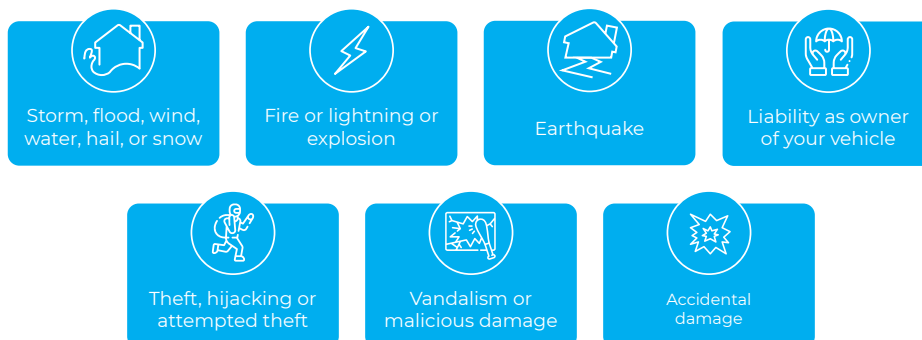 Storm, flood, wind,
water, hail, or snow
Fire or lightning or
explosion
Earthquake
Liability as owner
of your vehicle
Theft, hijacking or
attempted theft
Vandalism or
malicious damage
Accidental
damage